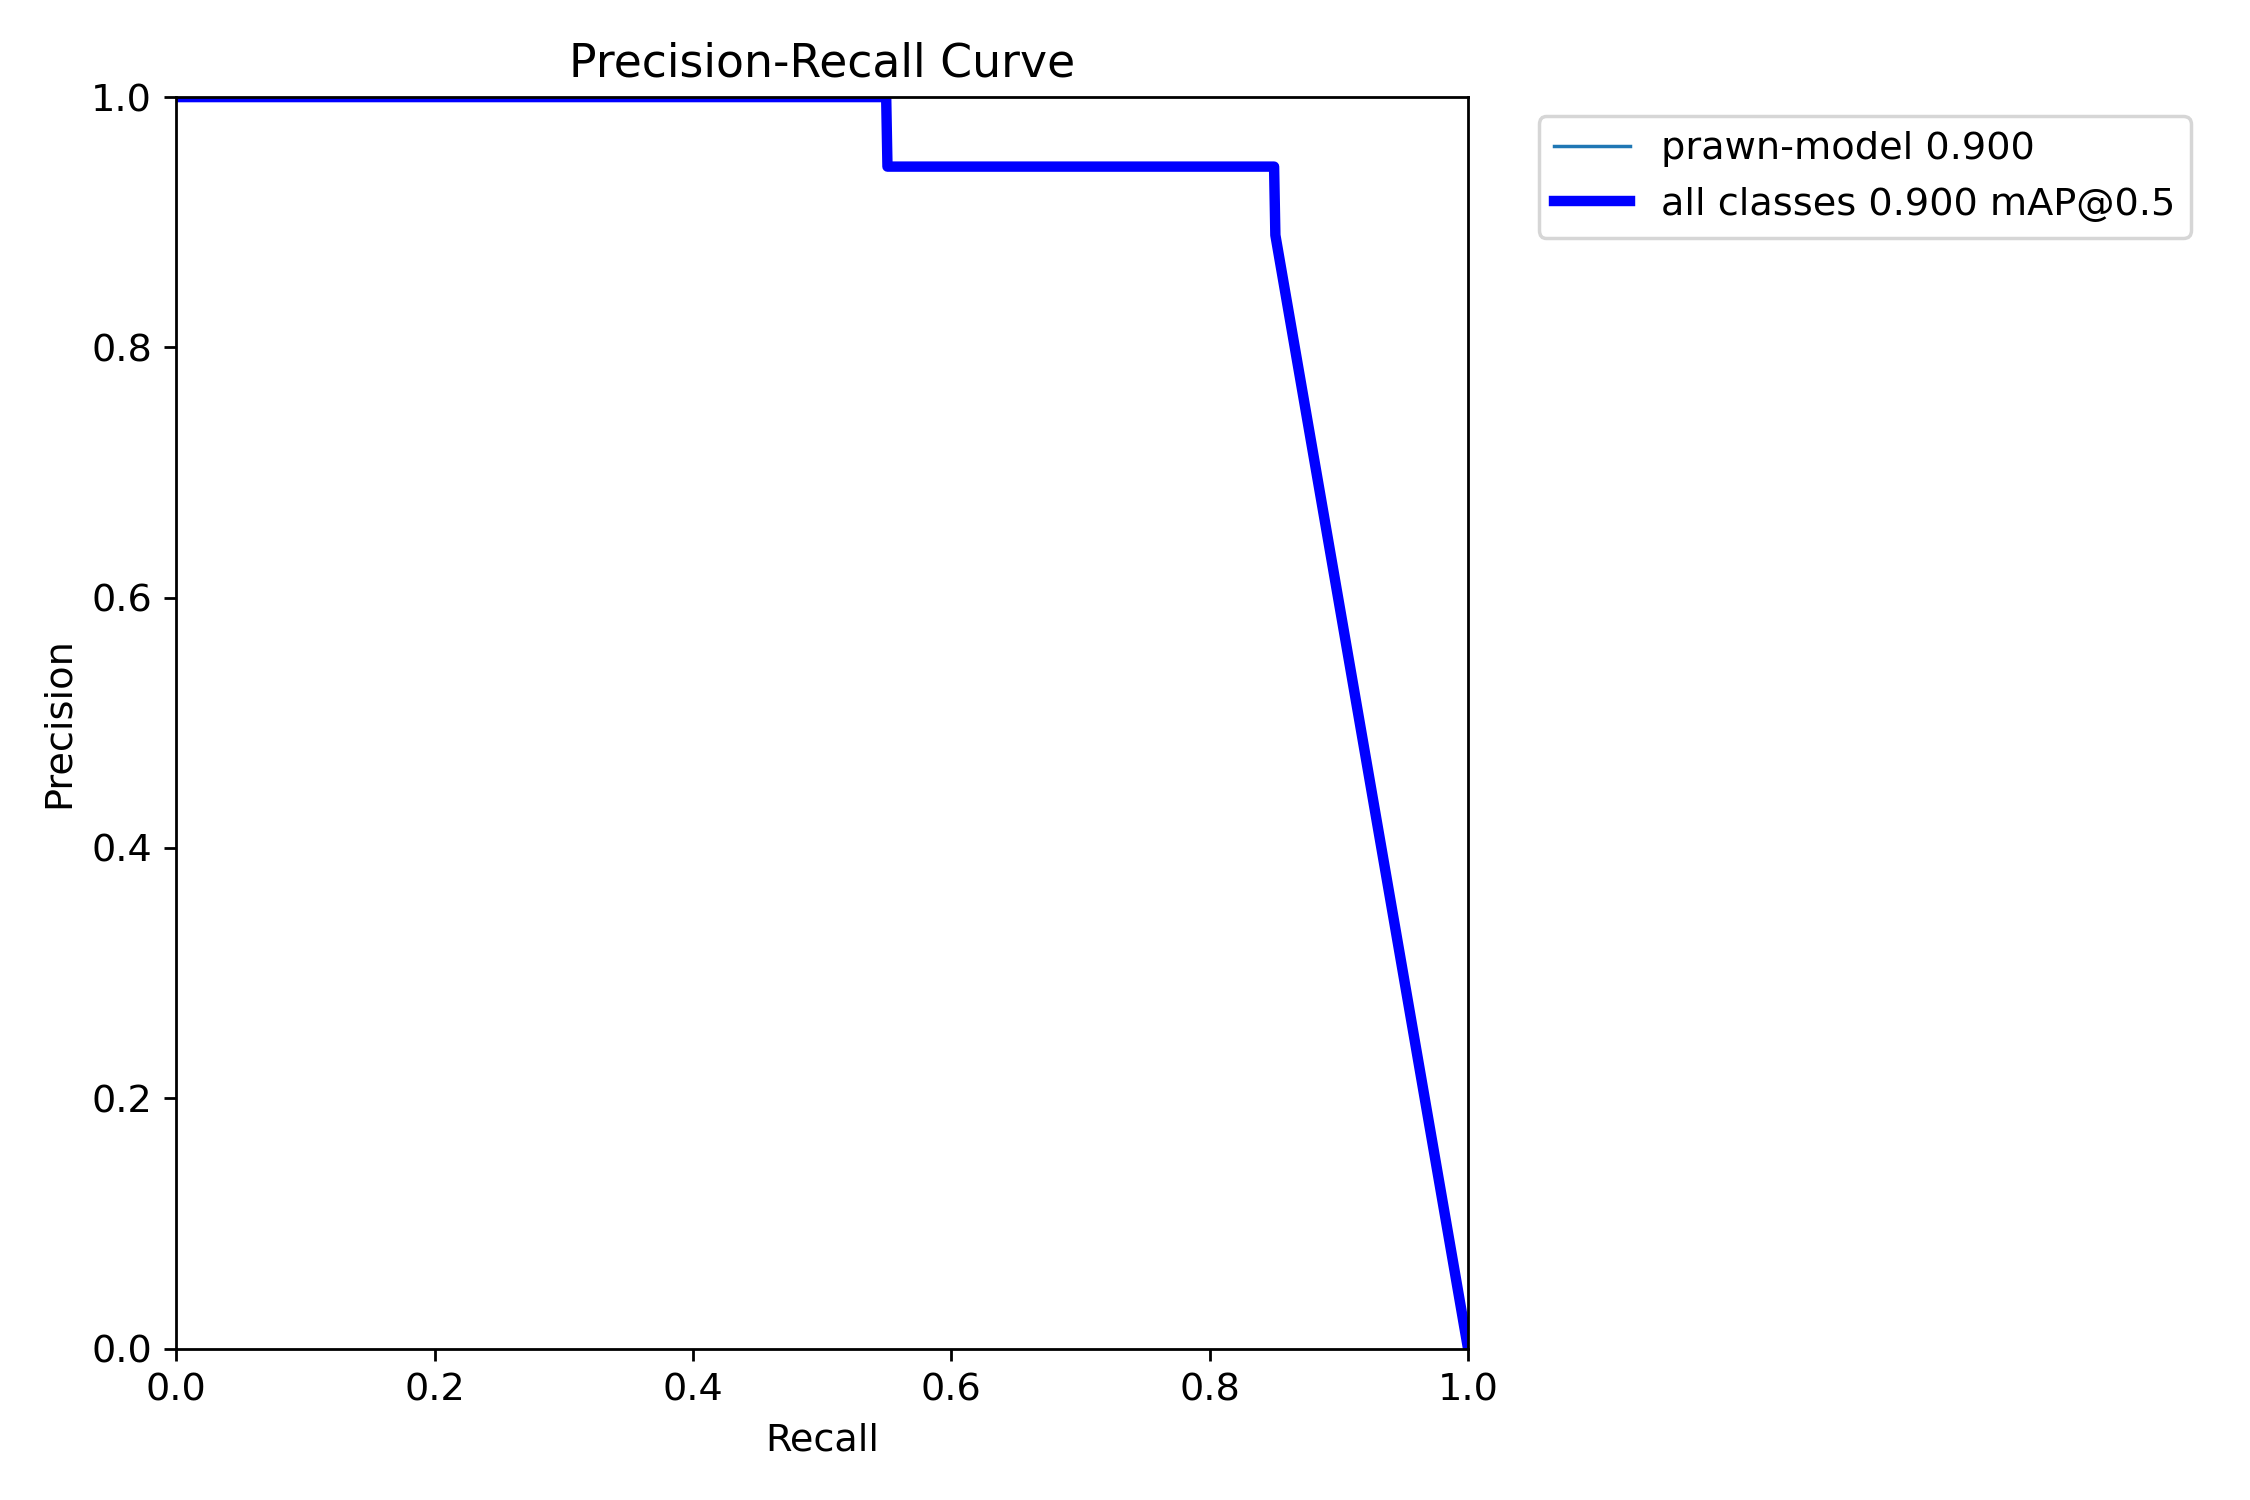 Precision-Recall Curve
1.0
0.8
0.6
0.4
0.2
0.0
Precision
0.0 0.2 0.4 0.6 0.8 1.0
Recall
prawn-model 0.900
all classes 0.900 mAP@0.5